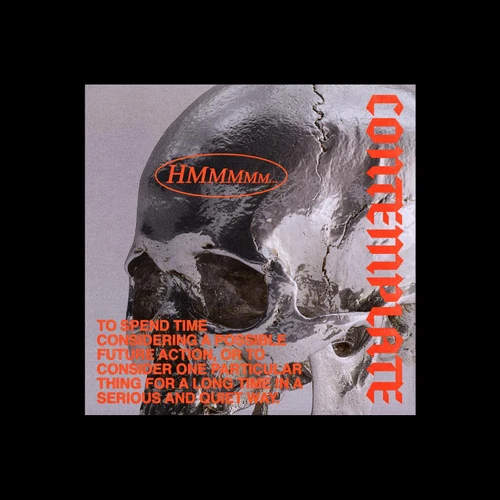 HMMMMM...
CONTEMPLATE
TO SPEND TIME
CONSIDERING A POSSIBLE
FUTURE ACTION, OR TO
CONSIDER ONE PARTICULAR
THING FOR A LONG TIME IN A
SERIOUS AND QUIET WAY.